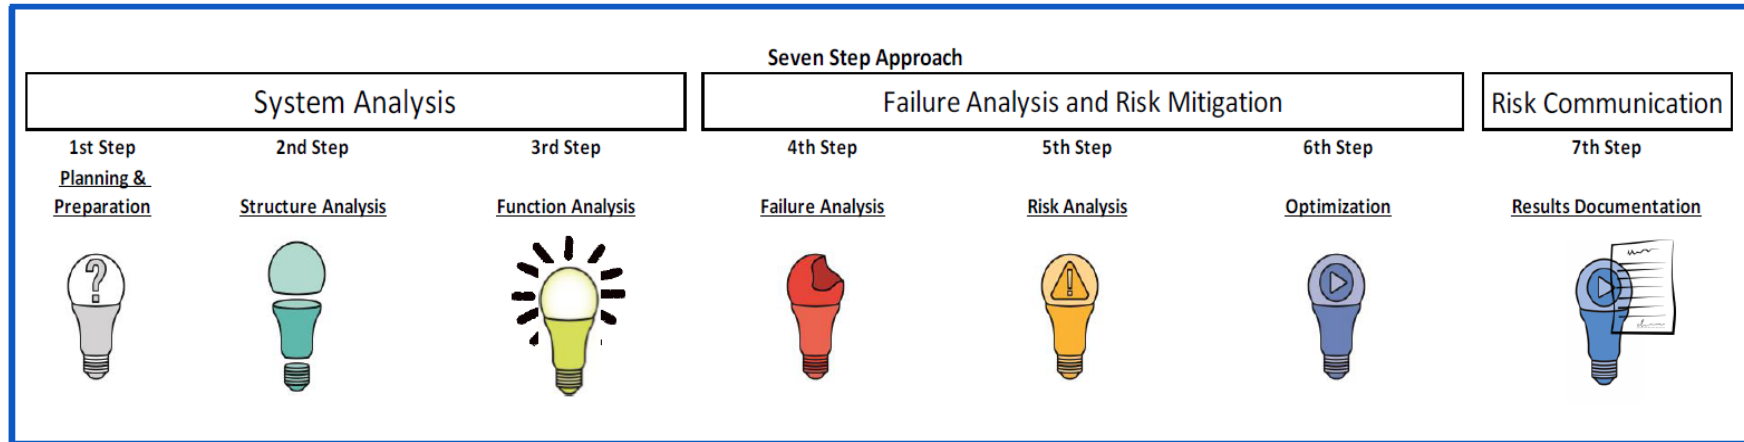 Seven Step Approach
System Analysis
Failure Analysis and Risk Mitigation
Risk Communication
1st Step
2nd Step
3rd Step
4th Step
5th Step
6th Step
7th Step
Planning &
Preparation
Structure Analysis
Function Analysis
Failure Analysis
Risk Analysis
Optimization
Results Documentation
?
!